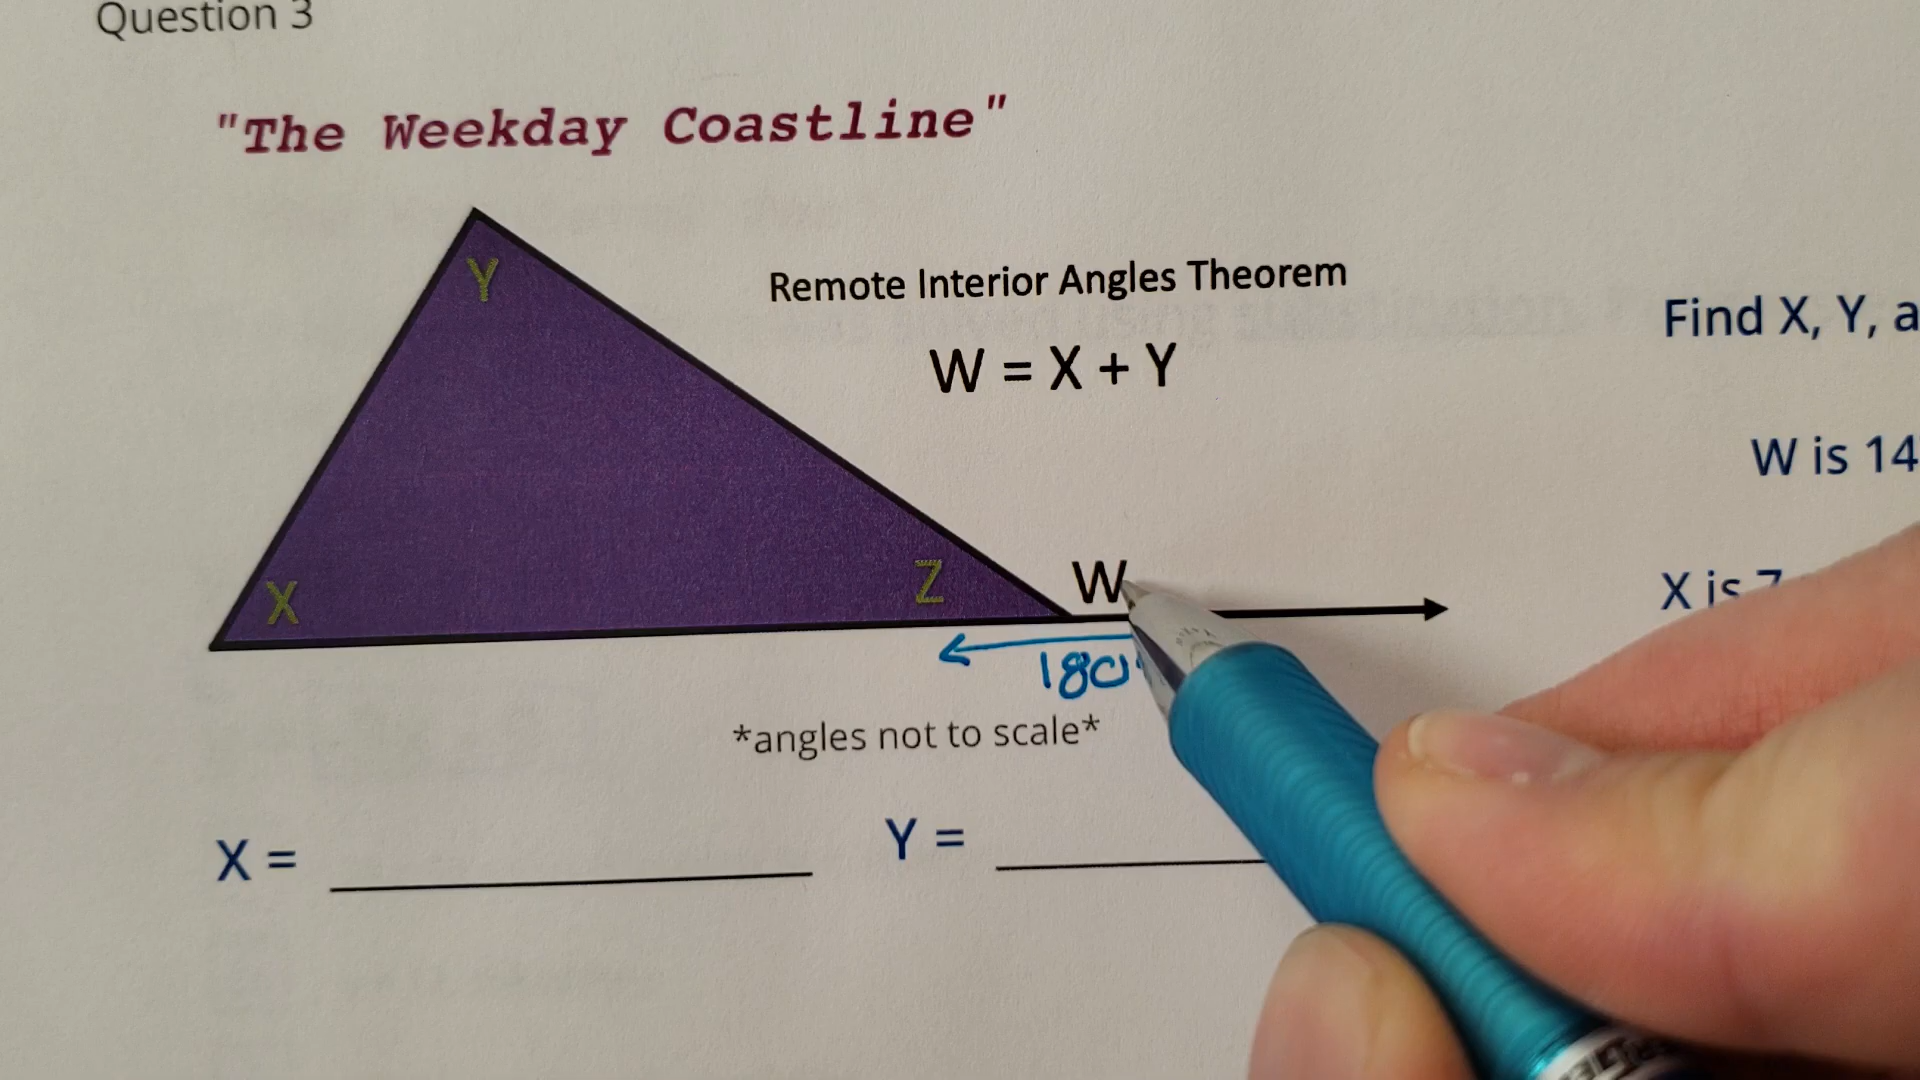 Question 3
"The Weekday Coastline"
Y
Remote Interior Angles Theorem
W = X + Y
Find X, Y,
W is 14
X is
X
Z
W
180
*angles not to scale*
X =
Y =